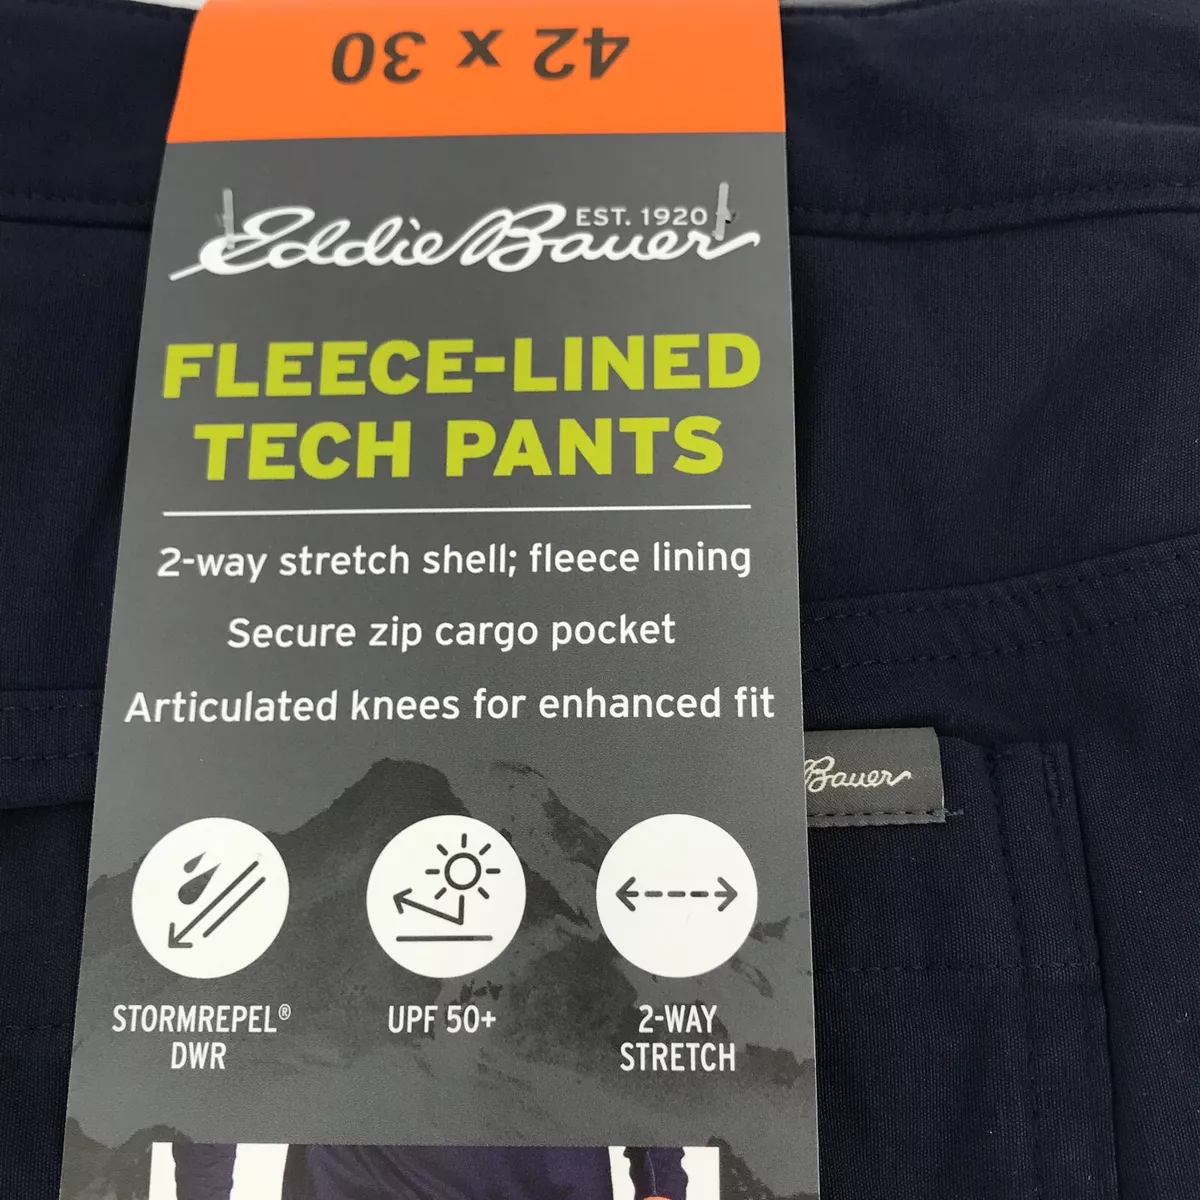 42 x 30
Eddie Bauer
EST. 1920
FLEECE-LINED
TECH PANTS
2-way stretch shell; fleece lining
Secure zip cargo pocket
Articulated knees for enhanced fit
Bauer
STORMREPEL®
DWR
UPF 50+
2-WAY
STRETCH